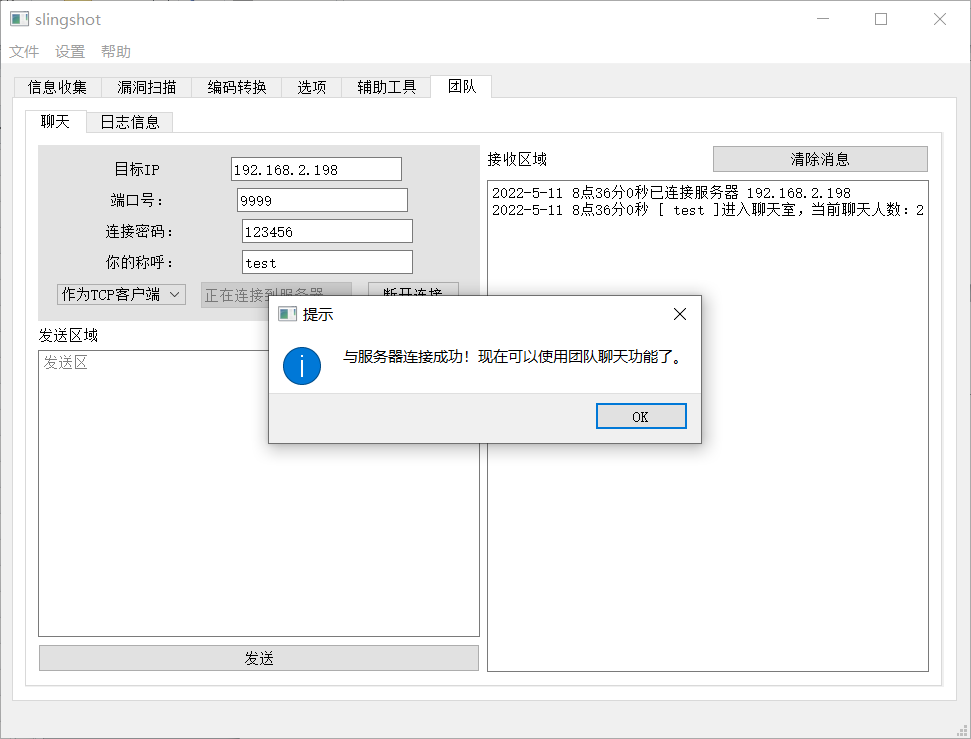 slingshot
文件 设置 帮助
信息收集 漏洞扫描 编码转换 选项 辅助工具 团队
聊天 日志信息
目标IP 192.168.2.198
端口号: 9999
连接密码: 123456
你的称呼: test
作为TCP客户端 正在连接到服务器 断开连接
接收区域 清除消息
2022-5-11 8点36分0秒已连接服务器 192.168.2.198
2022-5-11 8点36分0秒 [ test ]进入聊天室，当前聊天人数：2
提示
与服务器连接成功！现在可以使用团队聊天功能了。
OK
发送区域
发送区
发送